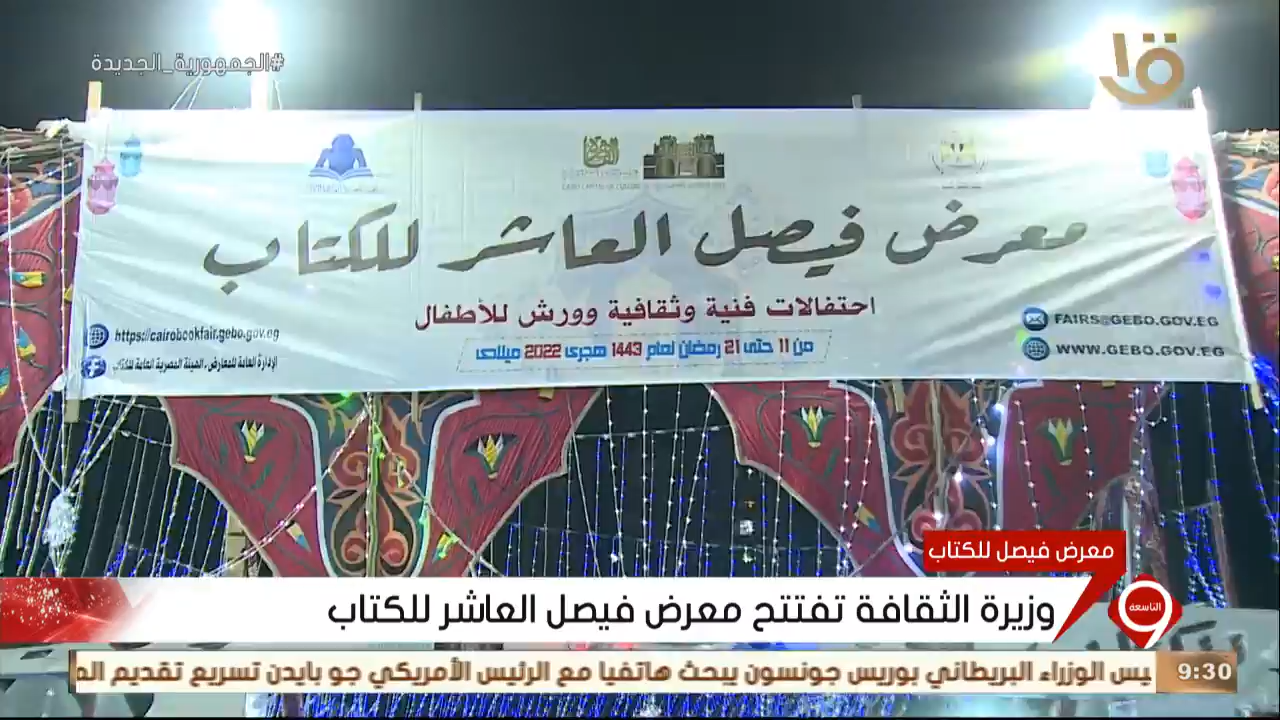 #الجمهورية_الجديدة
معرض فيصل العاشر للكتاب
احتفالات فنية وثقافية وورش للأطفال
من 11 حتى 21 رمضان لعام 1443 هجرى 2022 ميلادى
https://cairobookfair.gebo.gov.eg
الإدارة العامة للمعارض - الهيئة المصرية العامة للكتاب
FAIRS@GEBO.GOV.EG
WWW.GEBO.GOV.EG
معرض فيصل للكتاب
وزيرة الثقافة تفتتح معرض فيصل العاشر للكتاب
التاسعة
9:30 يس الوزراء البريطاني بوريس جونسون يبحث هاتفيا مع الرئيس الأمريكي جو بايدن تسريع تقديم الم